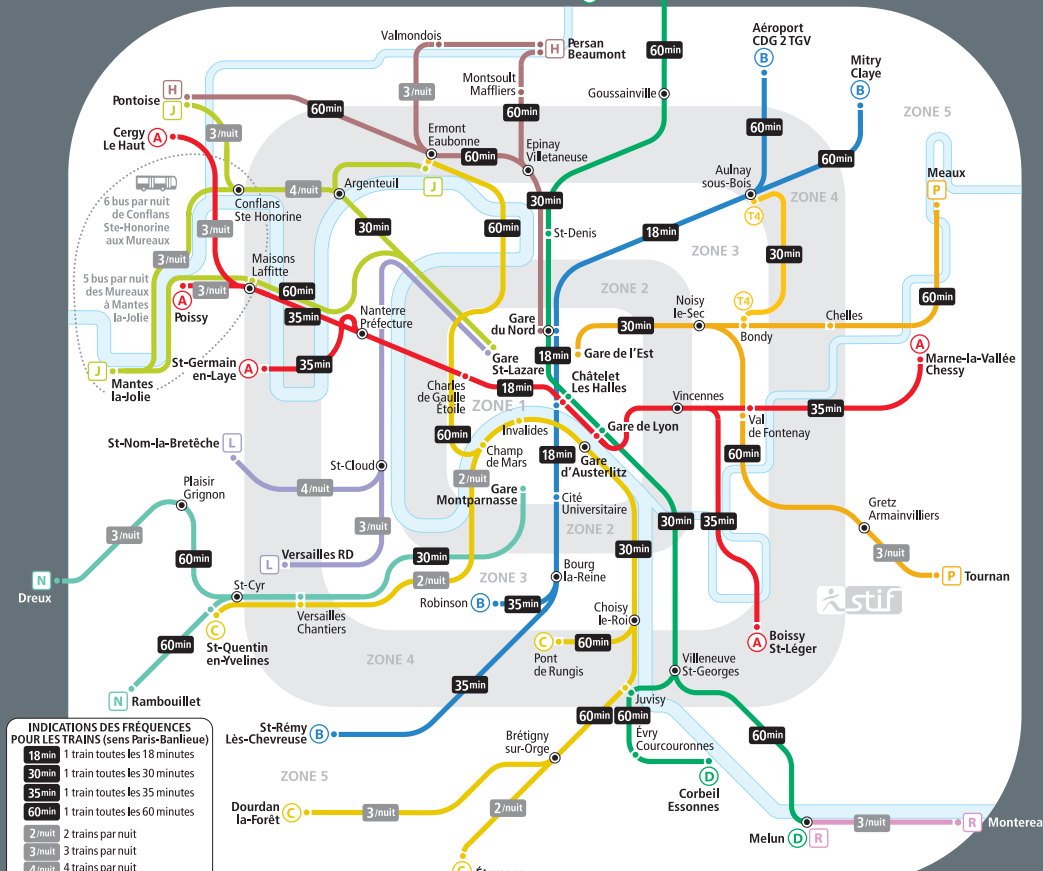 Valmondois
H
Persan
Beaumont
60min
Aéroport
CDG 2 TGV
B
Mitry
Claye
B
ZONE 5
H
Pontoise
J
Cergy
Le Haut
A
60min
3/nuit
3/nuit
Montsoult
Maffliers
60min
Goussainville
Ermont
Eaubonne
60min
Epinay
Villetaneuse
J
60min
60min
Aulnay
sous-Bois
T4
ZONE 4
Meaux
P
6 bus par nuit
de Conflans
Ste-Honorine
aux Mureaux
Conflans
Ste Honorine
4/nuit
Argenteuil
30min
60min
30min
St-Denis
18min
ZONE 3
30min
3/nuit
3/nuit
5 bus par nuit
des Mureaux
à Mantes
la-Jolie
3/nuit
A
Poissy
Maisons
Laffitte
60min
35min
Nanterre
Préfecture
ZONE 2
Gare
du Nord
Noisy
le-Sec
T4
Bondy
Chelles
60min
30min
J
Mantes
la-Jolie
St-Germain
en-Laye
A
35min
Gare
St-Lazare
18min
Gare de l'Est
Châtelet
Les Halles
A
Marne-la-Vallée
Chessy
Charles
de Gaulle
Étoile
18min
ZONE 1
Vincennes
35min
Val
de Fontenay
St-Nom-la-Bretêche
L
4/nuit
St-Cloud
60min
Invalides
Champ
de Mars
Gare de Lyon
18min
Gare
d'Austerlitz
60min
Plaisir
Grignon
3/nuit
60min
N
Dreux
3/nuit
L
Versailles RD
2/nuit
Gare
Montparnasse
Cité
Universitaire
ZONE 2
30min
30min
35min
Gretz
Armainvilliers
3/nuit
P
Tournan
30min
2/nuit
St-Cyr
Versailles
Chantiers
C
St-Quentin
en-Yvelines
ZONE 3
Bourg
la-Reine
Robinson
B
35min
Choisy
le-Roi
stif
60min
N
Rambouillet
ZONE 4
C
60min
Pont
de Rungis
Villeneuve
St-Georges
A
Boissy
St-Léger
35min
St-Rémy
Lès-Chevreuse
B
Juvisy
60min
60min
Brétigny
sur-Orge
Évry
Courcouronnes
60min
D
Corbeil
Essonnes
ZONE 5
Dourdan
la-Forêt
C
3/nuit
2/nuit
C
Melun
D
R
3/nuit
R
INDICATIONS DES FRÉQUENCES
POUR LES TRAINS (sens Paris-Banlieue)
18min 1 train toutes les 18 minutes
30min 1 train toutes les 30 minutes
35min 1 train toutes les 35 minutes
60min 1 train toutes les 60 minutes
2/nuit 2 trains par nuit
3/nuit 3 trains par nuit
4/nuit 4 trains par nuit